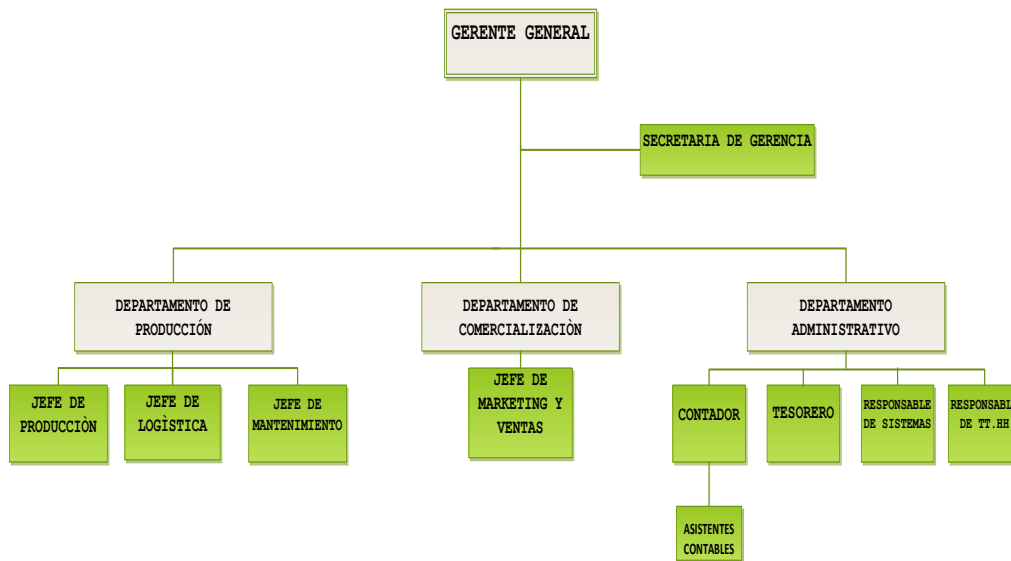 GERENTE GENERAL
SECRETARIA DE GERENCIA
DEPARTAMENTO DE
PRODUCCIÓN
DEPARTAMENTO DE
COMERCIALIZACIÒN
DEPARTAMENTO
ADMINISTRATIVO
JEFE DE
PRODUCCIÒN
JEFE DE
LOGÌSTICA
JEFE DE
MANTENIMIENTO
JEFE DE
MARKETING Y
VENTAS
CONTADOR
TESORERO
RESPONSABLE
DE SISTEMAS
RESPONSABL
DE TT.HH
ASISTENTES
CONTABLES